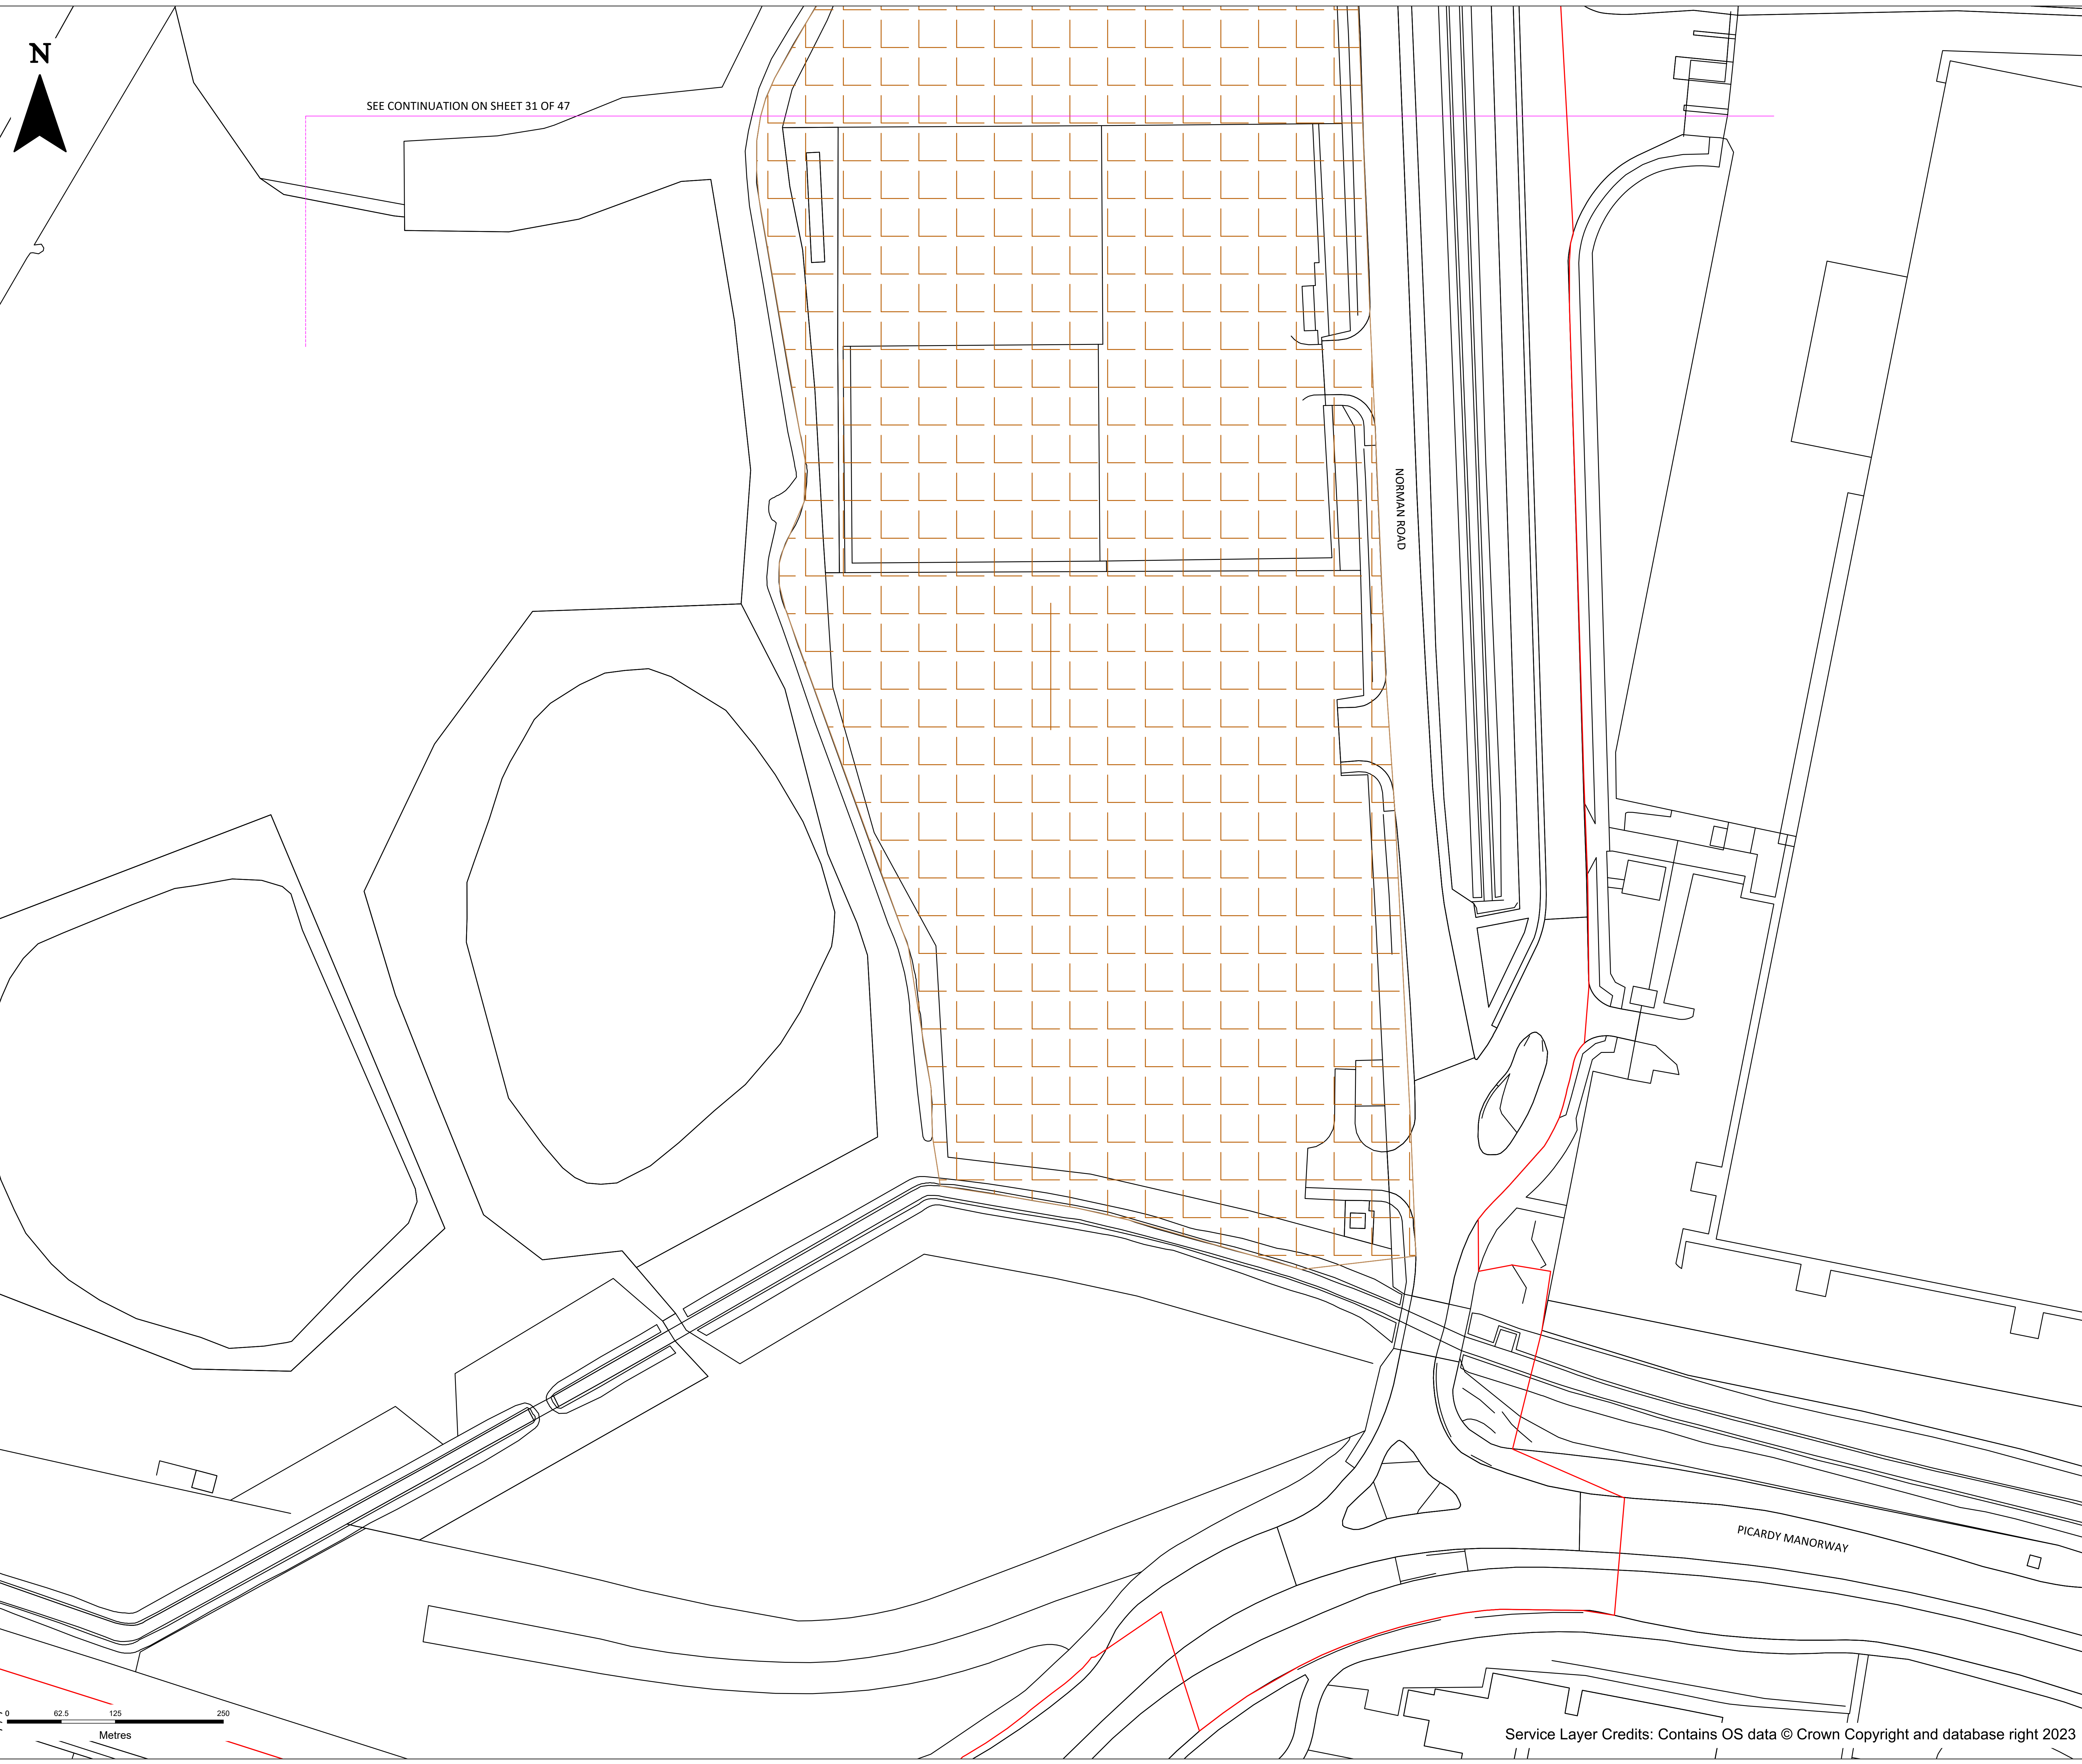 N
SEE CONTINUATION ON SHEET 31 OF 47
NORMAN ROAD
PICARDY MANORWAY
0 62.5 125 250
Metres
Service Layer Credits: Contains OS data © Crown Copyright and database right 2023